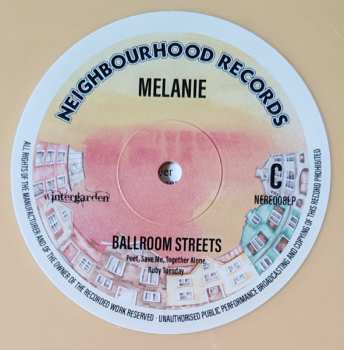 NEIGHBOURHOOD RECORDS
MELANIE
wintergarden
C
NERE008LP
BALLROOM STREETS
Poet, Save Me, Together Alone
Ruby Tuesday
ALL RIGHTS OF THE MANUFACTURER AND OF THE OWNER OF THE RECORDED WORK RESERVED - UNAUTHORISED PUBLIC PERFORMANCE BROADCASTING AND COPYING OF THIS RECORD PROHIBITED